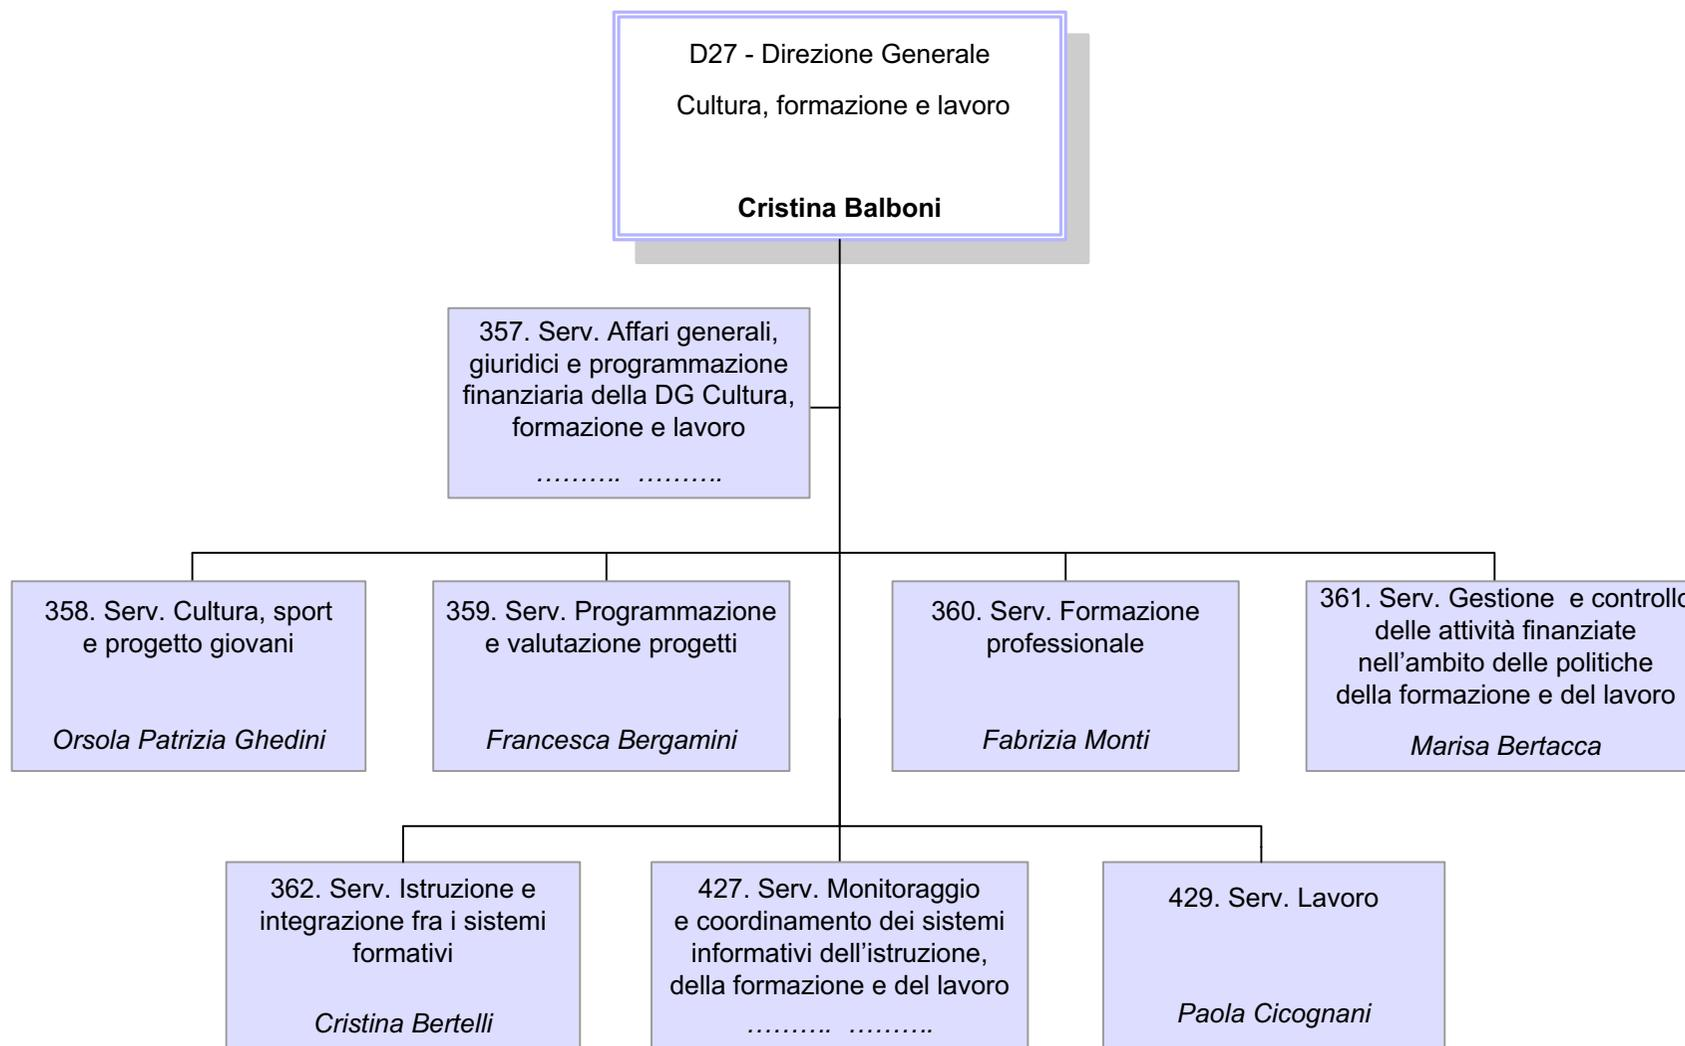 D27 - Direzione Generale
Cultura, formazione e lavoro
Cristina Balboni
357. Serv. Affari generali,
giuridici e programmazione
finanziaria della DG Cultura,
formazione e lavoro
……….  ……….
358. Serv. Cultura, sport
e progetto giovani
Orsola Patrizia Ghedini
359. Serv. Programmazione
e valutazione progetti
Francesca Bergamini
360. Serv. Formazione
professionale
Fabrizia Monti
361. Serv. Gestione  e controllo
delle attività finanziate
nell’ambito delle politiche
della formazione e del lavoro
Marisa Bertacca
362. Serv. Istruzione e
integrazione fra i sistemi
formativi
Cristina Bertelli
427. Serv. Monitoraggio
e coordinamento dei sistemi
informativi dell’istruzione,
della formazione e del lavoro
……….  ……….
429. Serv. Lavoro
Paola Cicognani